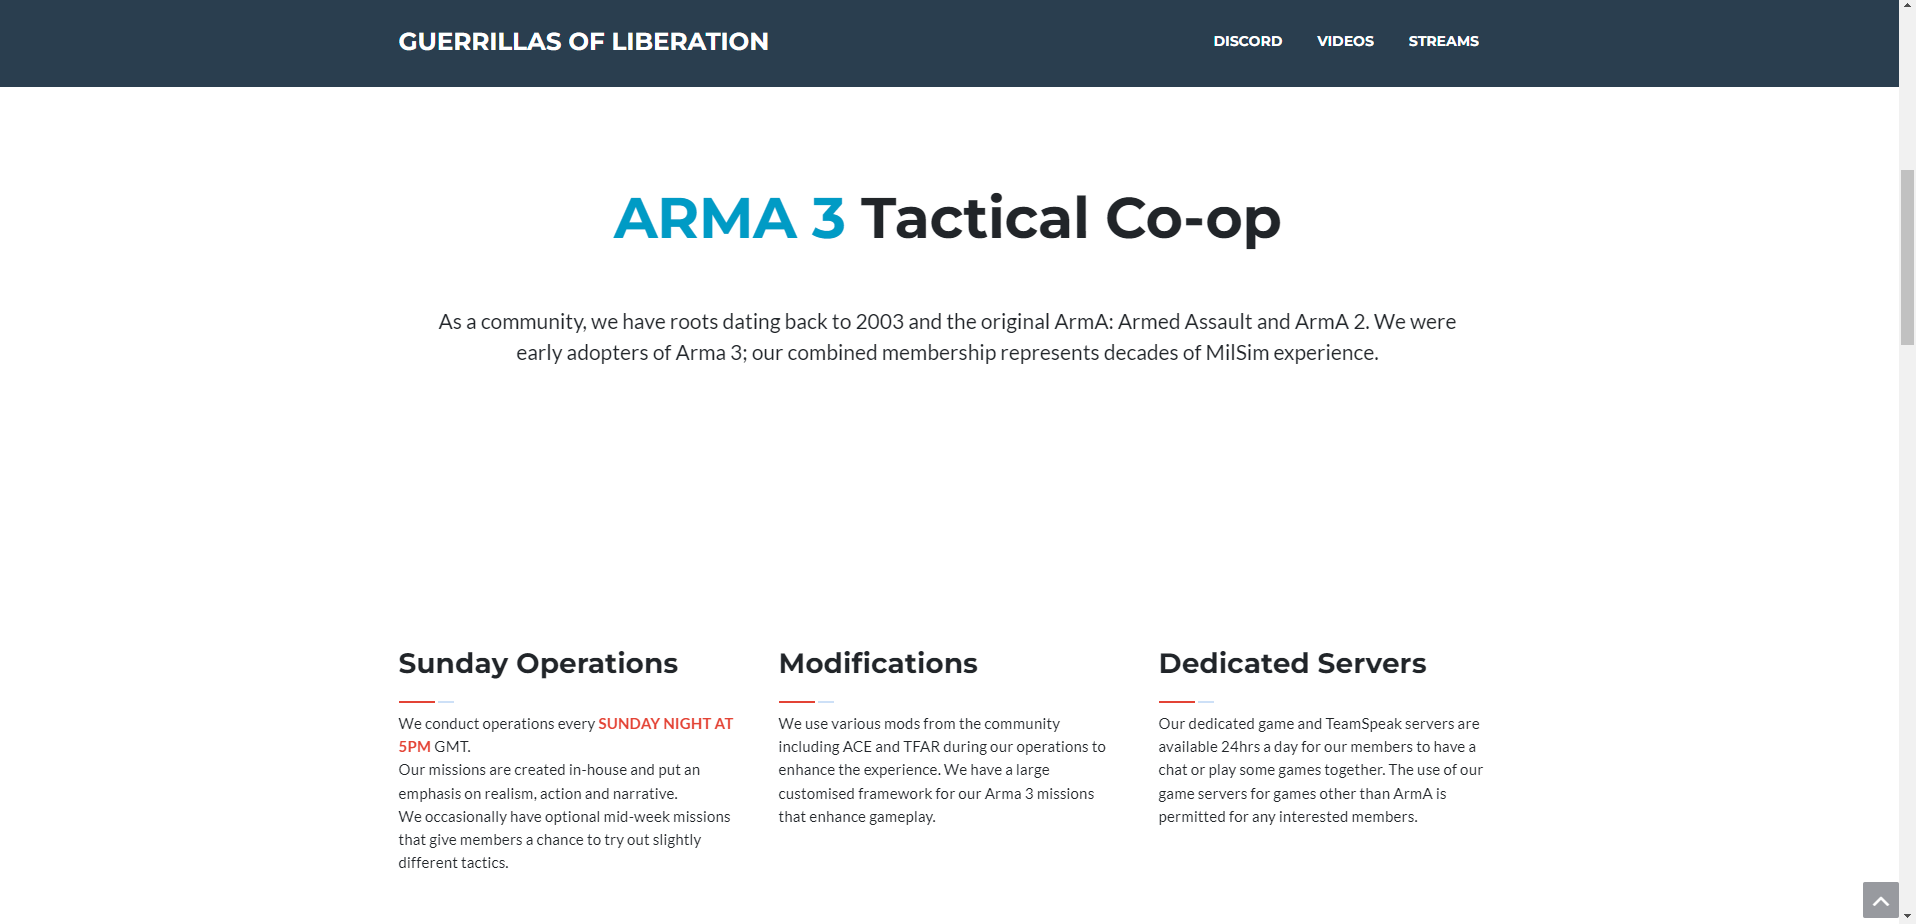 GUERRILLAS OF LIBERATION
DISCORD VIDEOS STREAMS
ARMA 3 Tactical Co-op
As a community, we have roots dating back to 2003 and the original ArmA: Armed Assault and ArmA 2. We were
early adopters of Arma 3; our combined membership represents decades of MilSim experience.
Sunday Operations
We conduct operations every SUNDAY NIGHT AT
5PM GMT.
Our missions are created in-house and put an
emphasis on realism, action and narrative.
We occasionally have optional mid-week missions
that give members a chance to try out slightly
different tactics.
Modifications
We use various mods from the community
including ACE and TFAR during our operations to
enhance the experience. We have a large
customised framework for our Arma 3 missions
that enhance gameplay.
Dedicated Servers
Our dedicated game and TeamSpeak servers are
available 24hrs a day for our members to have a
chat or play some games together. The use of our
game servers for games other than ArmA is
permitted for any interested members.